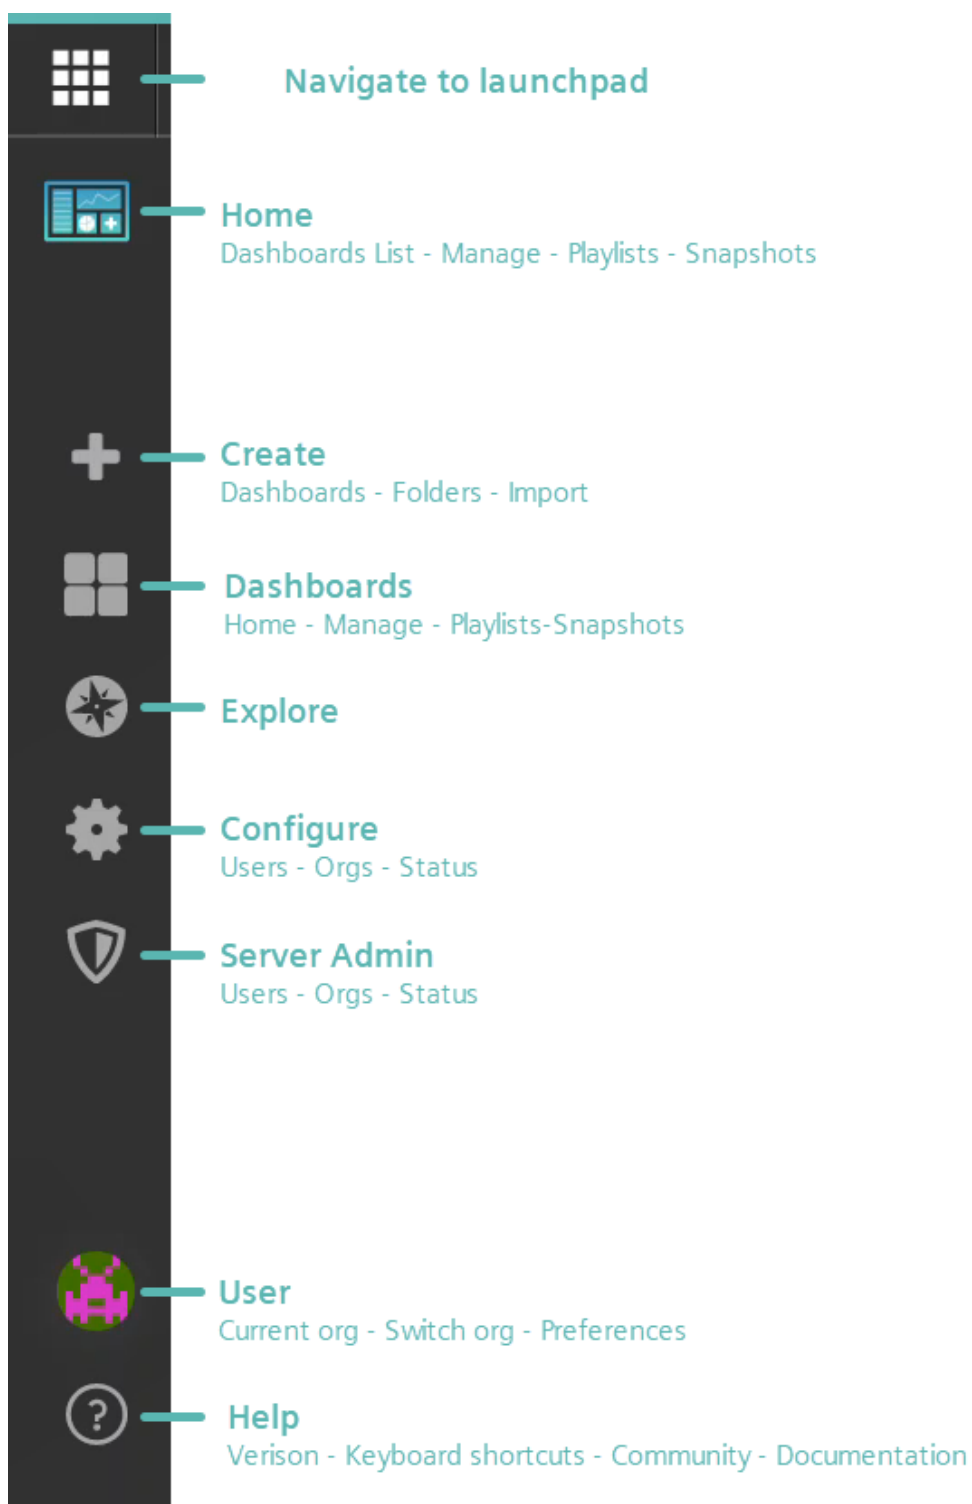 Navigate to launchpad
Home
Dashboards List - Manage - Playlists - Snapshots
Create
Dashboards - Folders - Import
Dashboards
Home - Manage - Playlists-Snapshots
Explore
Configure
Users - Orgs - Status
Server Admin
Users - Orgs - Status
User
Current org - Switch org - Preferences
?
Help
Verison - Keyboard shortcuts - Community - Documentation